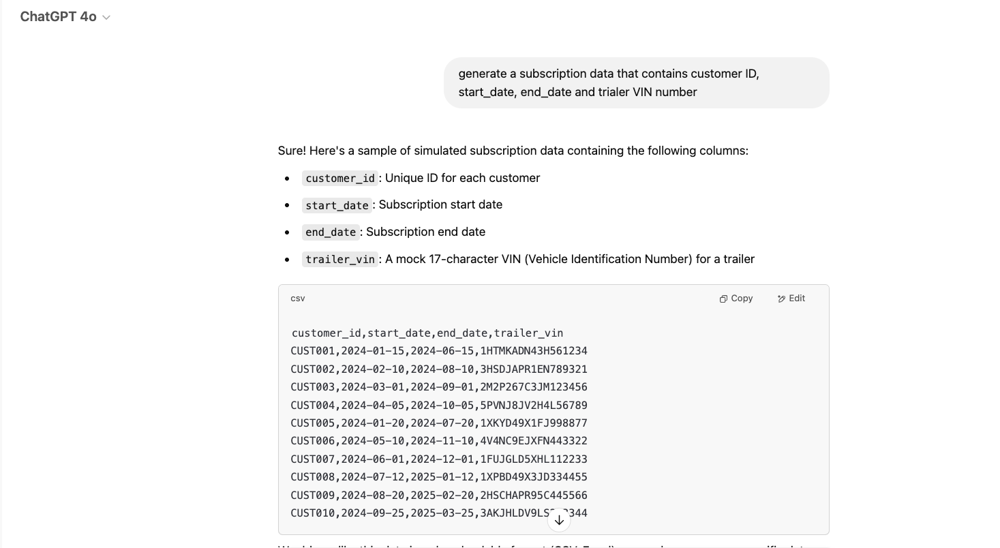 ChatGPT 4o
generate a subscription data that contains customer ID,
start_date, end_date and trialer VIN number
Sure! Here's a sample of simulated subscription data containing the following columns:
• customer_id: Unique ID for each customer
• start_date: Subscription start date
• end_date: Subscription end date
• trailer_vin: A mock 17-character VIN (Vehicle Identification Number) for a trailer
csv Copy Edit
customer_id,start_date,end_date,trailer_vin
CUST001,2024-01-15,2024-06-15,1HTMKADN43H561234
CUST002,2024-02-10,2024-08-10,3HSDJAPR1EN789321
CUST003,2024-03-01,2024-09-01,2M2P267C3JM123456
CUST004,2024-04-05,2024-10-05,5PVNJ8JV2H4L56789
CUST005,2024-01-20,2024-07-20,1XKYD49X1FJ998877
CUST006,2024-05-10,2024-11-10,4V4NC9EJXFN443322
CUST007,2024-06-01,2024-12-01,1FUJGLD5XHL112233
CUST008,2024-07-12,2025-01-12,1XPBD49X3JD334455
CUST009,2024-08-20,2025-02-20,2HSCHAPR95C445566
CUST010,2024-09-25,2025-03-25,